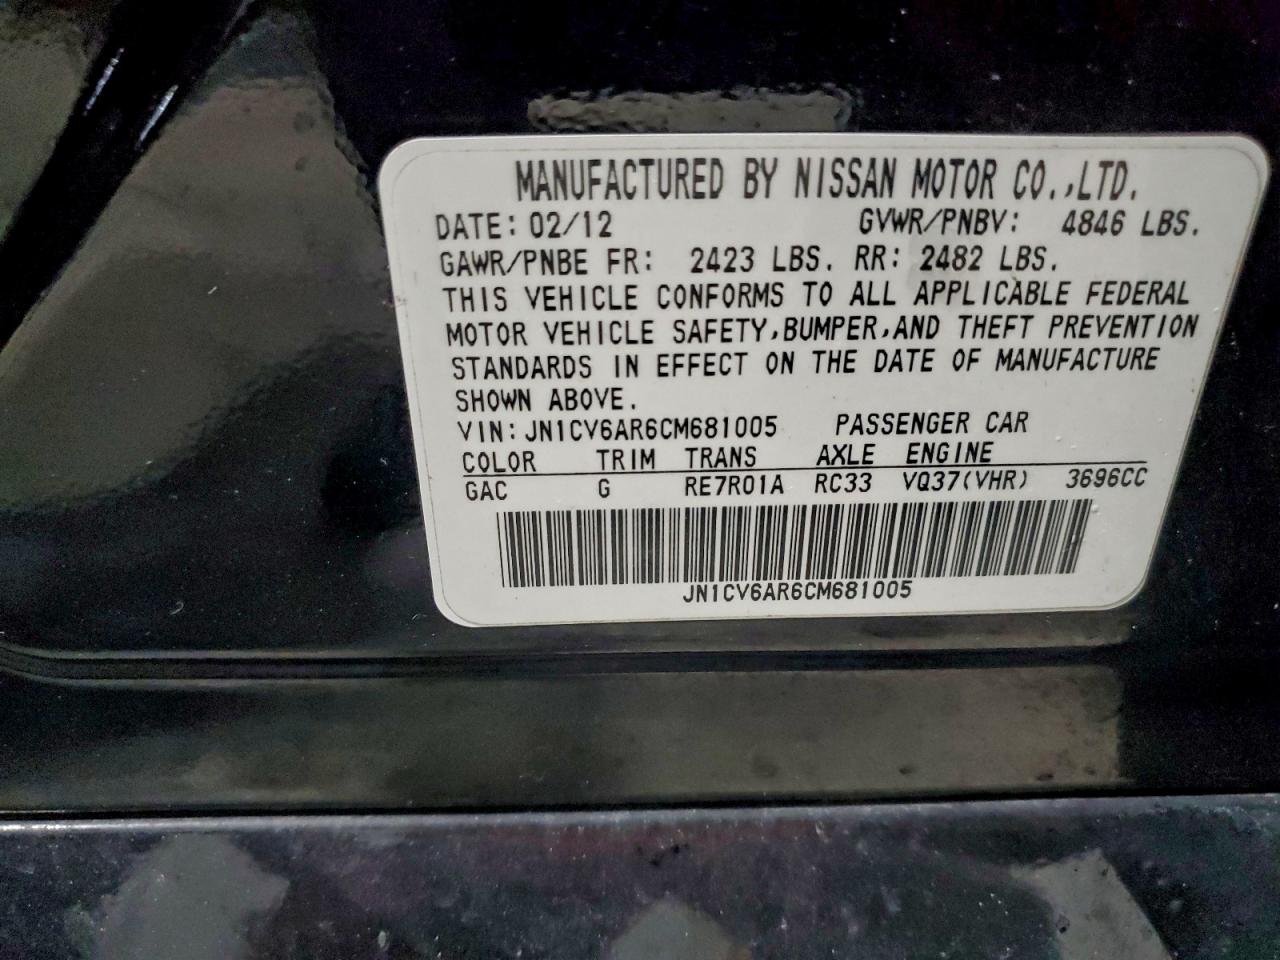 MANUFACTURED BY NISSAN MOTOR CO.,LTD.
DATE: 02/12 GVWR/PNBV: 4846 LBS.
GAWR/PNBE FR: 2423 LBS. RR: 2482 LBS.
THIS VEHICLE CONFORMS TO ALL APPLICABLE FEDERAL
MOTOR VEHICLE SAFETY,BUMPER,AND THEFT PREVENTION
STANDARDS IN EFFECT ON THE DATE OF MANUFACTURE
SHOWN ABOVE.
VIN: JN1CV6AR6CM681005 PASSENGER CAR
COLOR TRIM TRANS AXLE ENGINE
GAC G RE7R01A RC33 VQ37(VHR) 3696CC
JN1CV6AR6CM681005